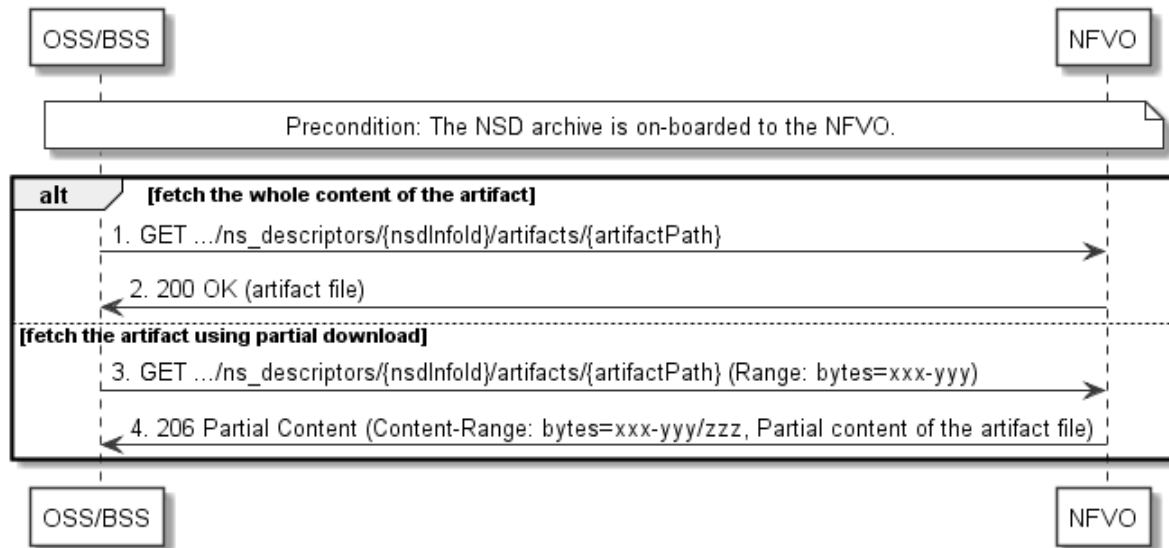 OSS/BSS NFVO
Precondition: The NSD archive is on-boarded to the NFVO.
alt [fetch the whole content of the artifact]
1. GET .../ns_descriptors/{nsdInfoId}/artifacts/{artifactPath}
2. 200 OK (artifact file)
[fetch the artifact using partial download]
3. GET .../ns_descriptors/{nsdInfoId}/artifacts/{artifactPath} (Range: bytes=xxx-yyy)
4. 206 Partial Content (Content-Range: bytes=xxx-yyy/zzz, Partial content of the artifact file)
OSS/BSS NFVO